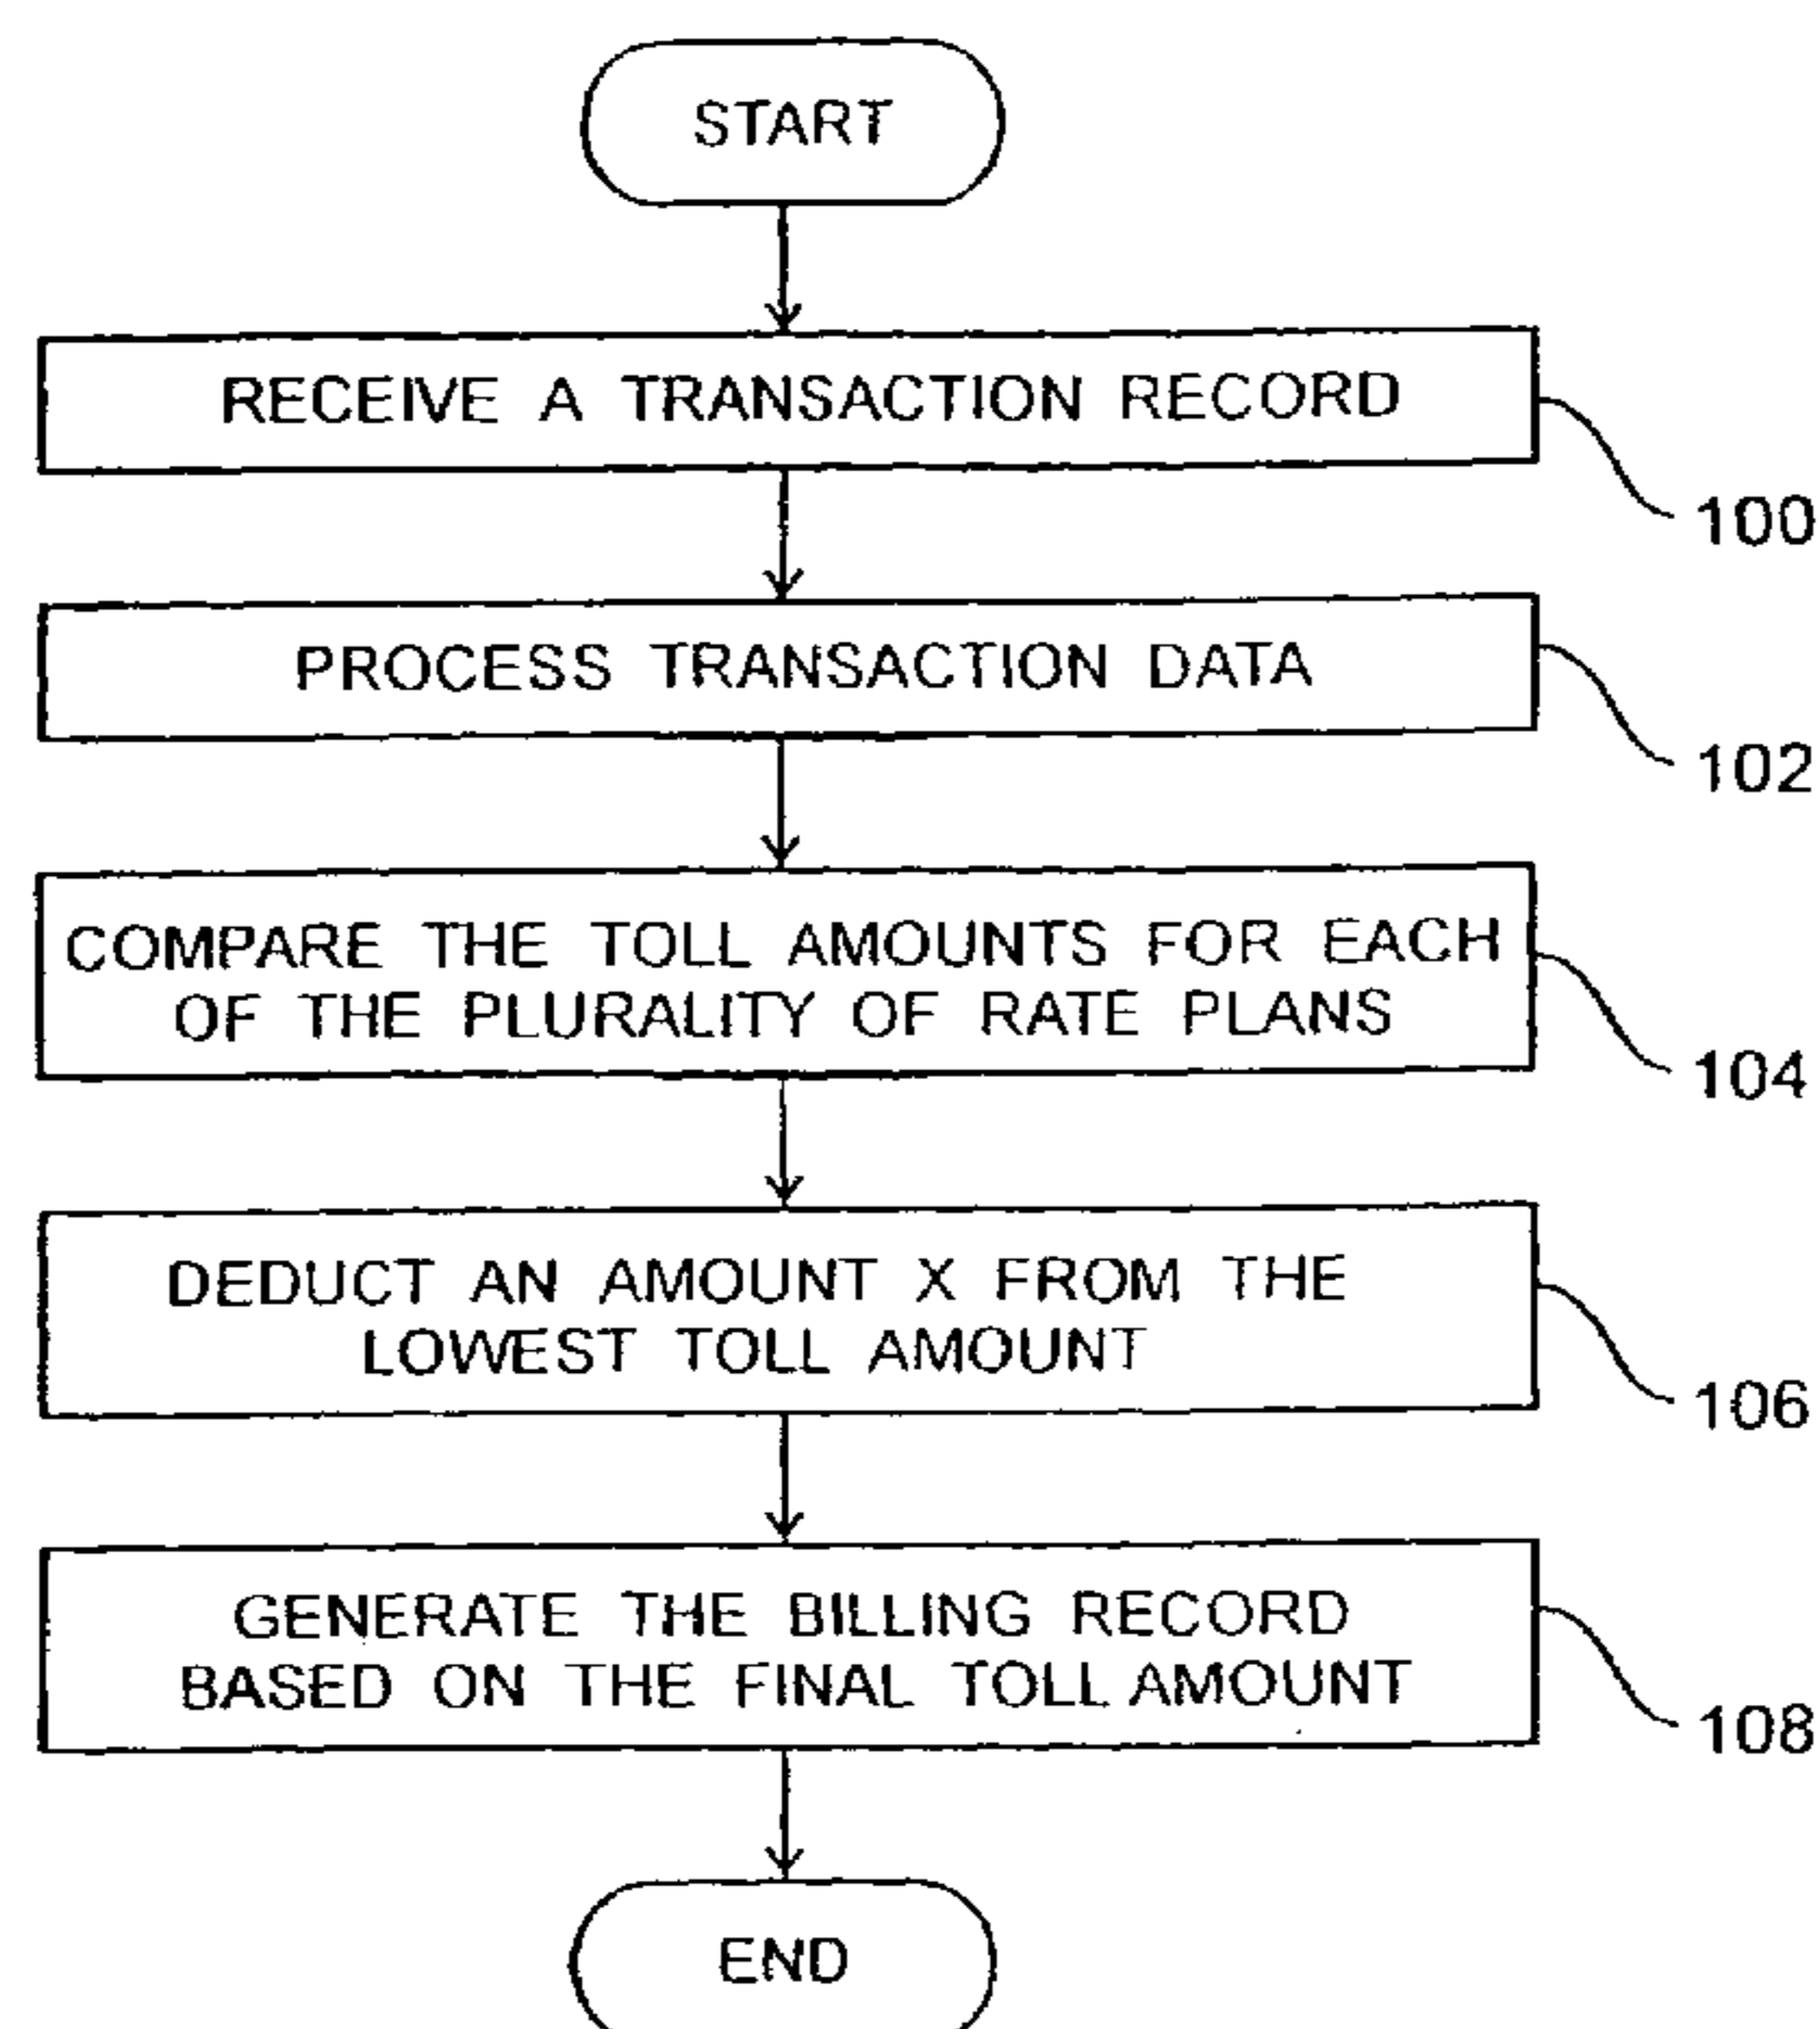 START
RECEIVE A TRANSACTION RECORD
100
PROCESS TRANSACTION DATA
102
COMPARE THE TOLL AMOUNTS FOR EACH
OF THE PLURALITY OF RATE PLANS
104
DEDUCT AN AMOUNT X FROM THE
LOWEST TOLL AMOUNT
106
GENERATE THE BILLING RECORD
BASED ON THE FINAL TOLL AMOUNT
108
END